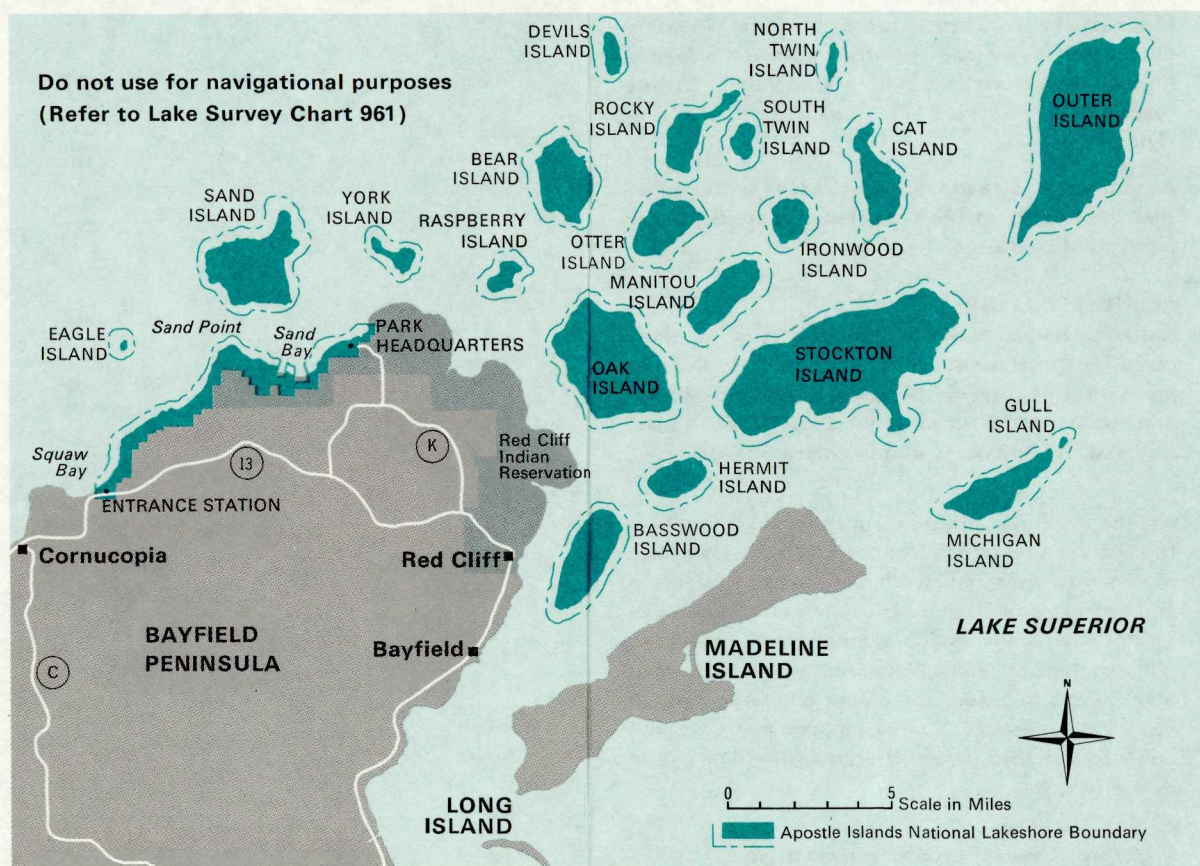 Do not use for navigational purposes
(Refer to Lake Survey Chart 961)
DEVILS
ISLAND
NORTH
TWIN
ISLAND
OUTER
ISLAND
ROCKY
ISLAND
SOUTH
TWIN
ISLAND
CAT
ISLAND
BEAR
ISLAND
SAND
ISLAND
YORK
ISLAND
RASPBERRY
ISLAND
OTTER
ISLAND
IRONWOOD
ISLAND
MANITOU
ISLAND
EAGLE
ISLAND
Sand Point
Sand
Bay
PARK
HEADQUARTERS
OAK
ISLAND
STOCKTON
ISLAND
GULL
ISLAND
Squaw
Bay
13
K
Red Cliff
Indian
Reservation
HERMIT
ISLAND
ENTRANCE STATION
BASSWOOD
ISLAND
MICHIGAN
ISLAND
Cornucopia
Red Cliff
BAYFIELD
PENINSULA
Bayfield
C
MADELINE
ISLAND
LAKE SUPERIOR
N
LONG
ISLAND
0 5
Scale in Miles
Apostle Islands National Lakeshore Boundary